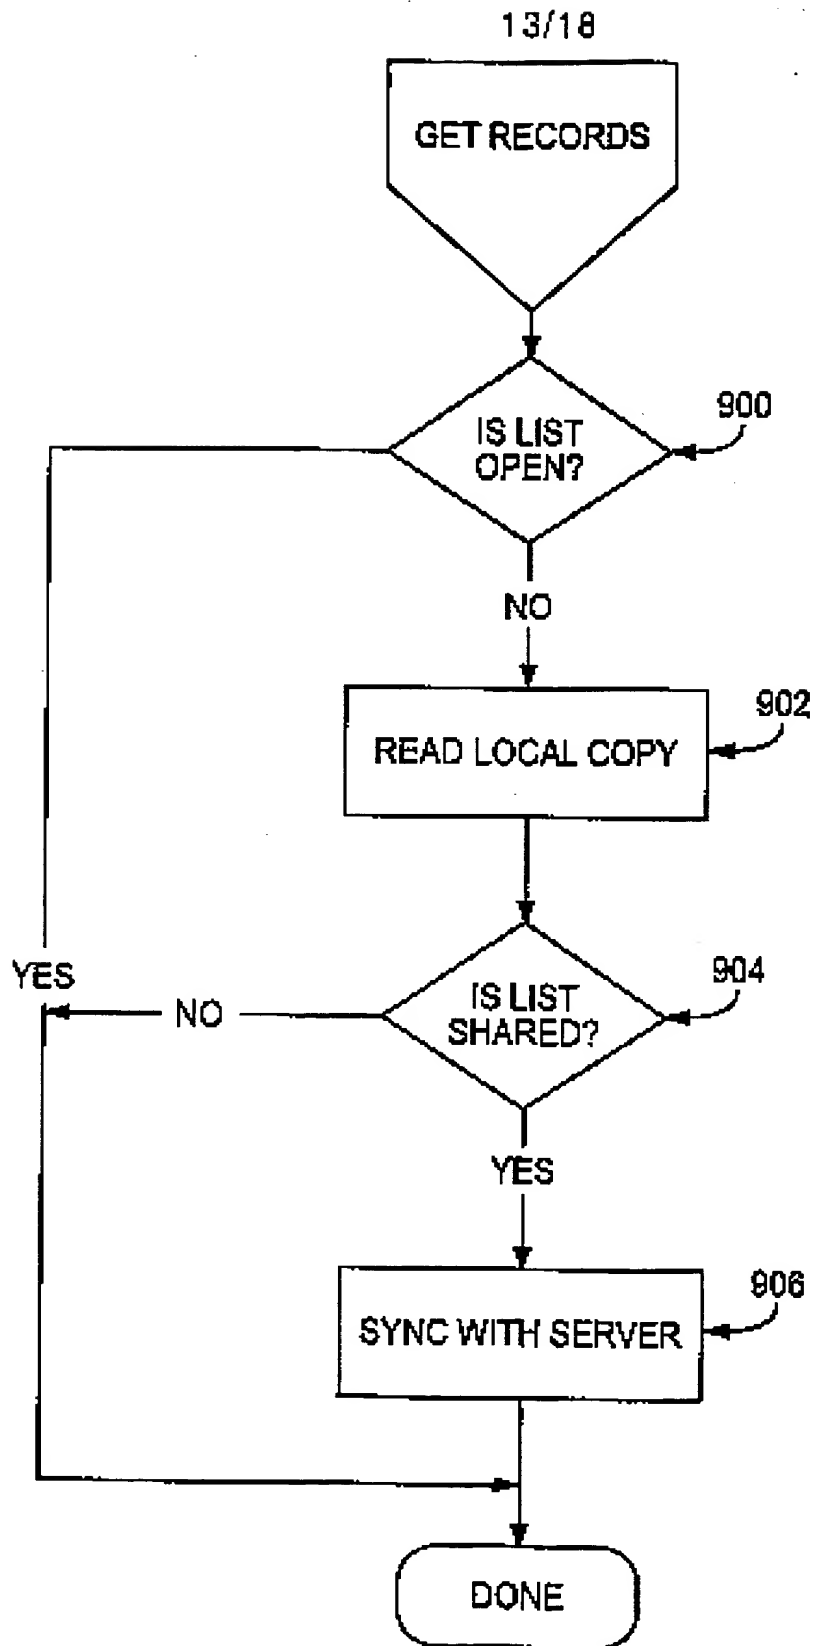 13/18
GET RECORDS
900
IS LIST
OPEN?
NO
902
READ LOCAL COPY
904
YES
IS LIST
SHARED?
NO
YES
906
SYNC WITH SERVER
DONE